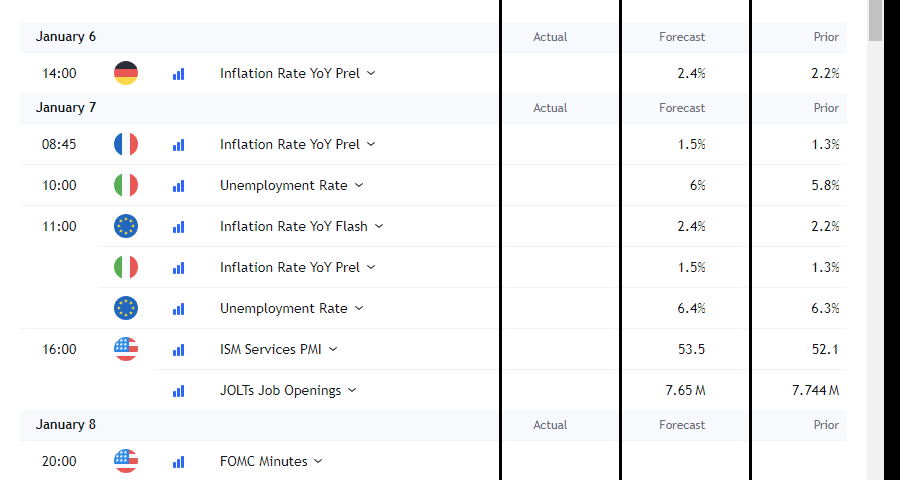 January 6 Actual Forecast Prior
14:00 Inflation Rate YoY Prel 2.4% 2.2%
January 7 Actual Forecast Prior
08:45 Inflation Rate YoY Prel 1.5% 1.3%
10:00 Unemployment Rate 6% 5.8%
11:00 Inflation Rate YoY Flash 2.4% 2.2%
Inflation Rate YoY Prel 1.5% 1.3%
Unemployment Rate 6.4% 6.3%
16:00 ISM Services PMI 53.5 52.1
JOLTs Job Openings 7.65 M 7.744 M
January 8 Actual Forecast Prior
20:00 FOMC Minutes